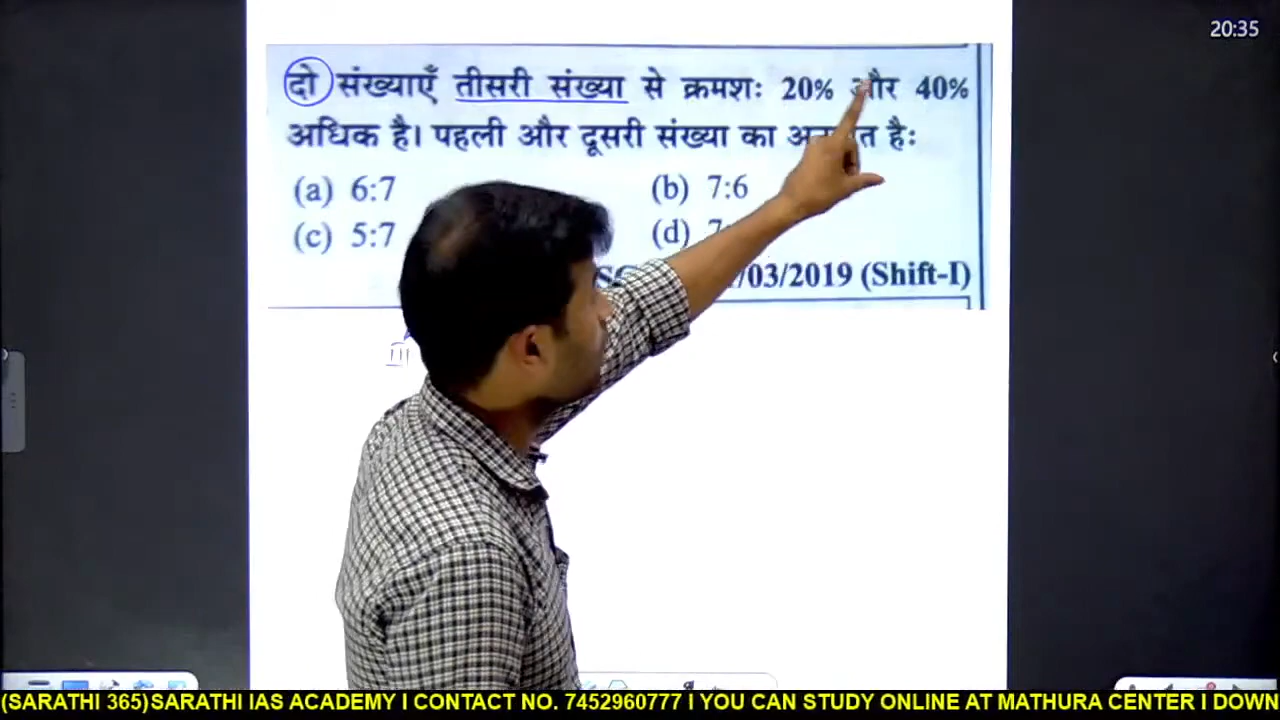 20:35
दो संख्याएँ तीसरी संख्या से क्रमशः 20% और 40%
अधिक है। पहली और दूसरी संख्या का है:
(a) 6:7 (b) 7:6
(c) 5:7 (d)
/03/2019 (Shift-I)
III
(SARATHI 365)SARATHI IAS ACADEMY I CONTACT NO. 7452960777 I YOU CAN STUDY ONLINE AT MATHURA CENTER I DOWN